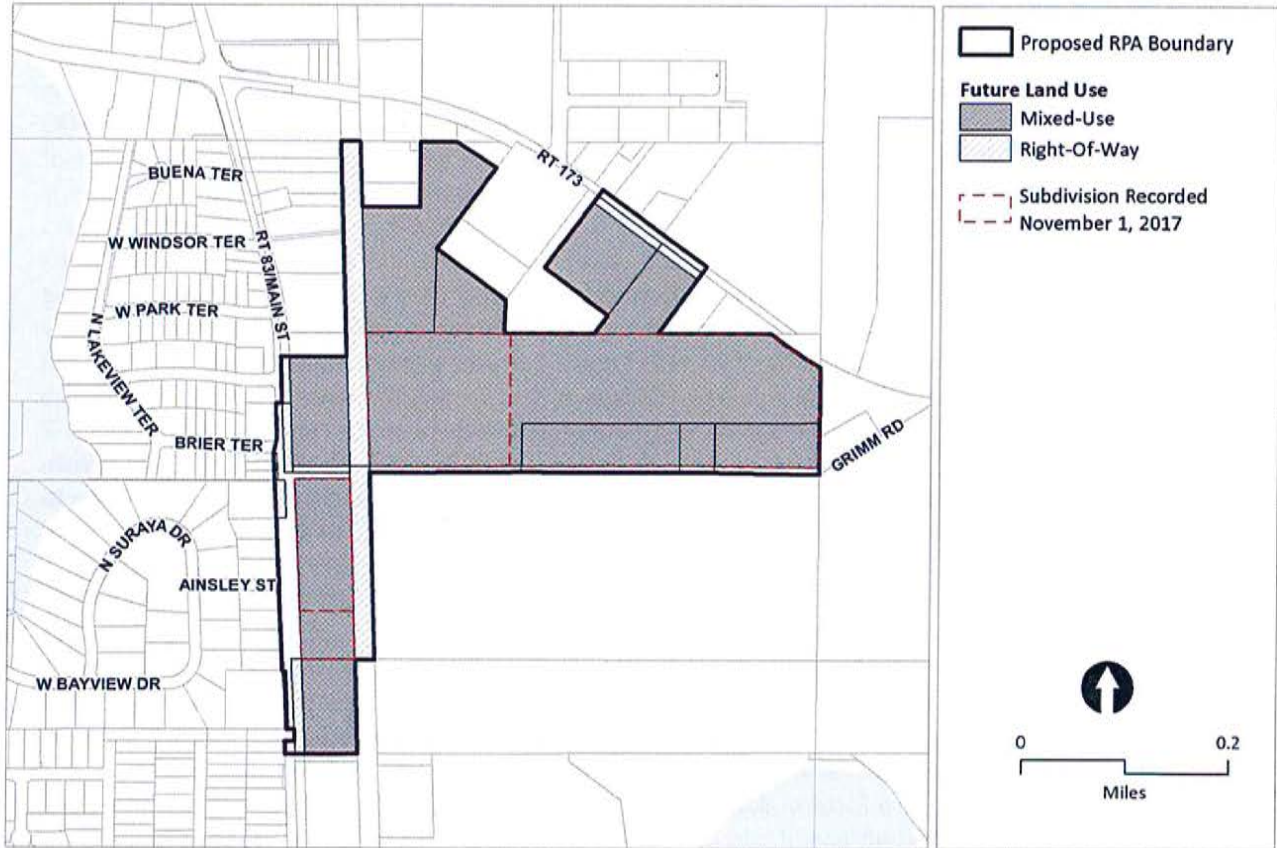 BUENA TER
W WINDSOR TER
W PARK TER
N LAKEVIEW TER
BRIER TER
RT 83/MAIN ST
RT 173
GRIMM RD
N SURAYA DR
AINSLEY ST
W BAYVIEW DR
Proposed RPA Boundary
Future Land Use
Mixed-Use
Right-Of-Way
Subdivision Recorded
November 1, 2017
0 0.2
Miles